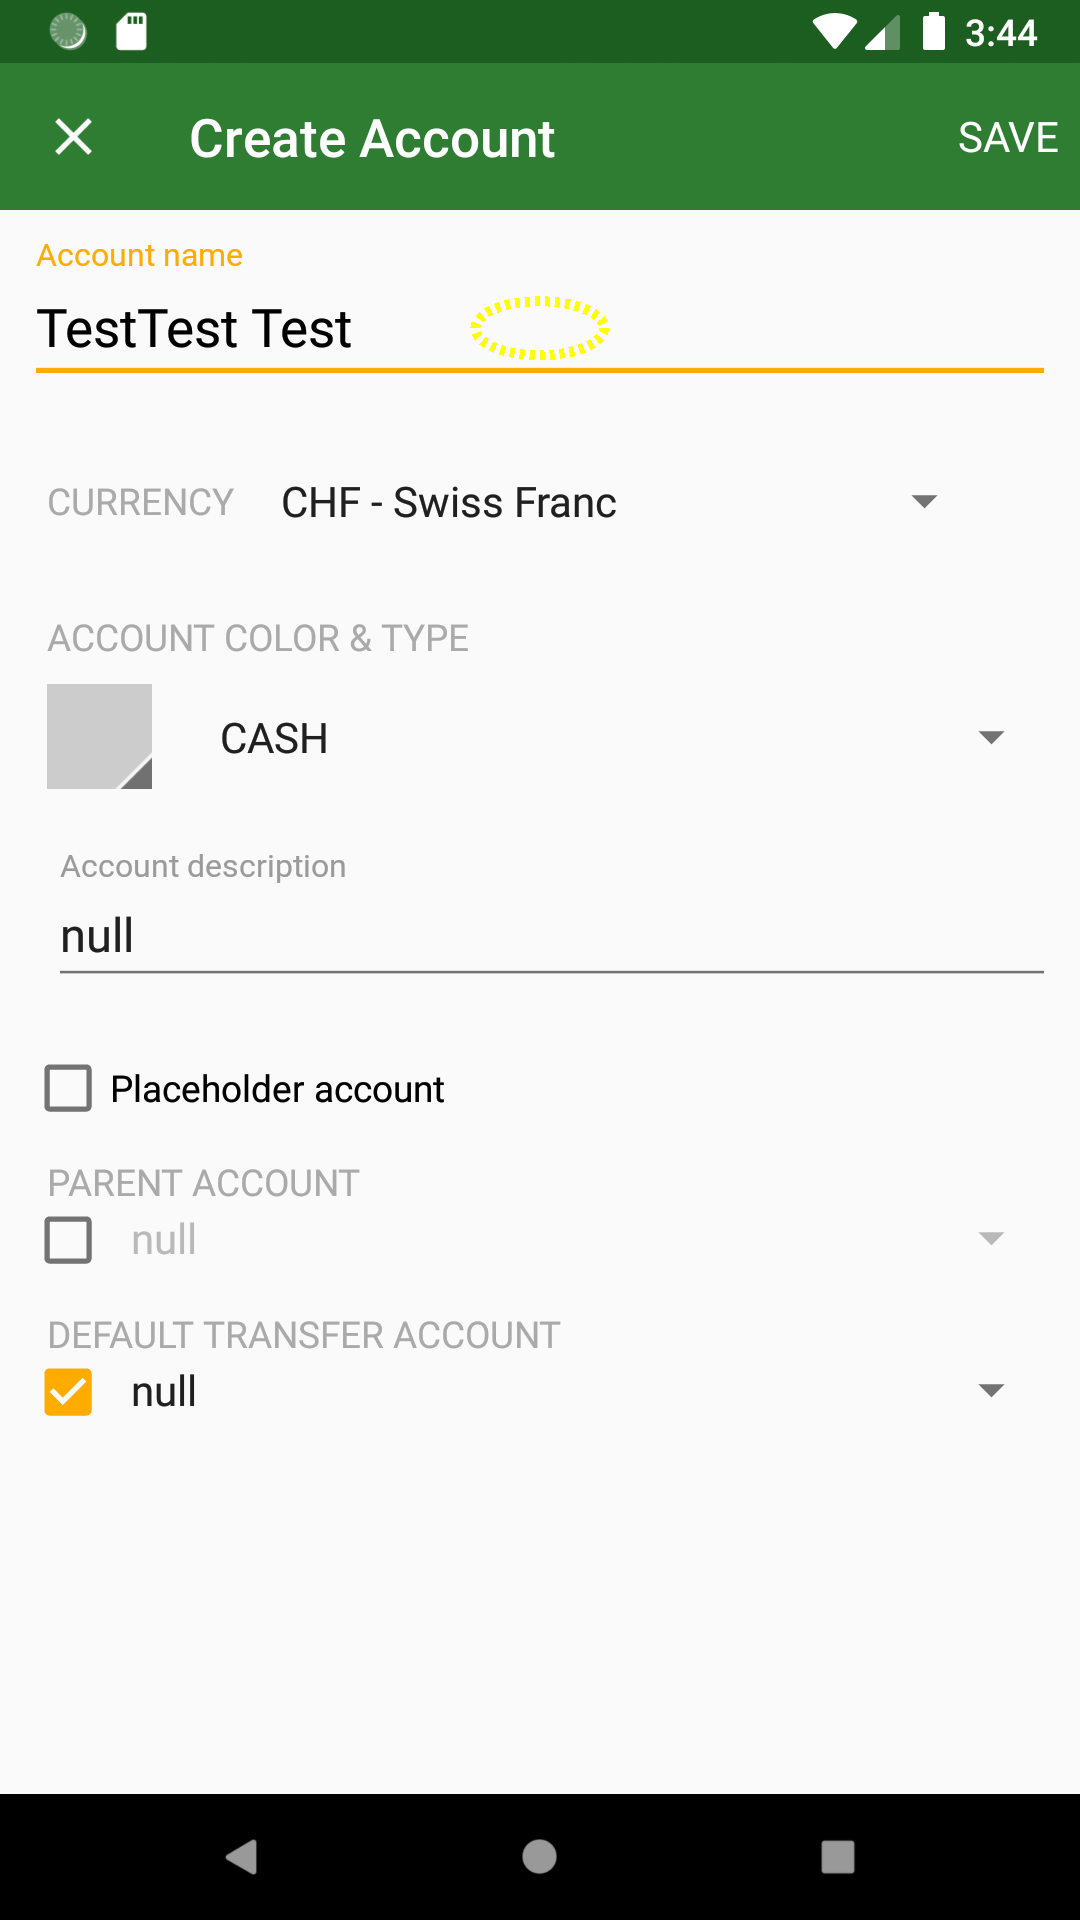 3:44
Create Account
SAVE
Account name
TestTest Test
CURRENCY CHF - Swiss Franc
ACCOUNT COLOR & TYPE
CASH
Account description
null
Placeholder account
PARENT ACCOUNT
null
DEFAULT TRANSFER ACCOUNT
null